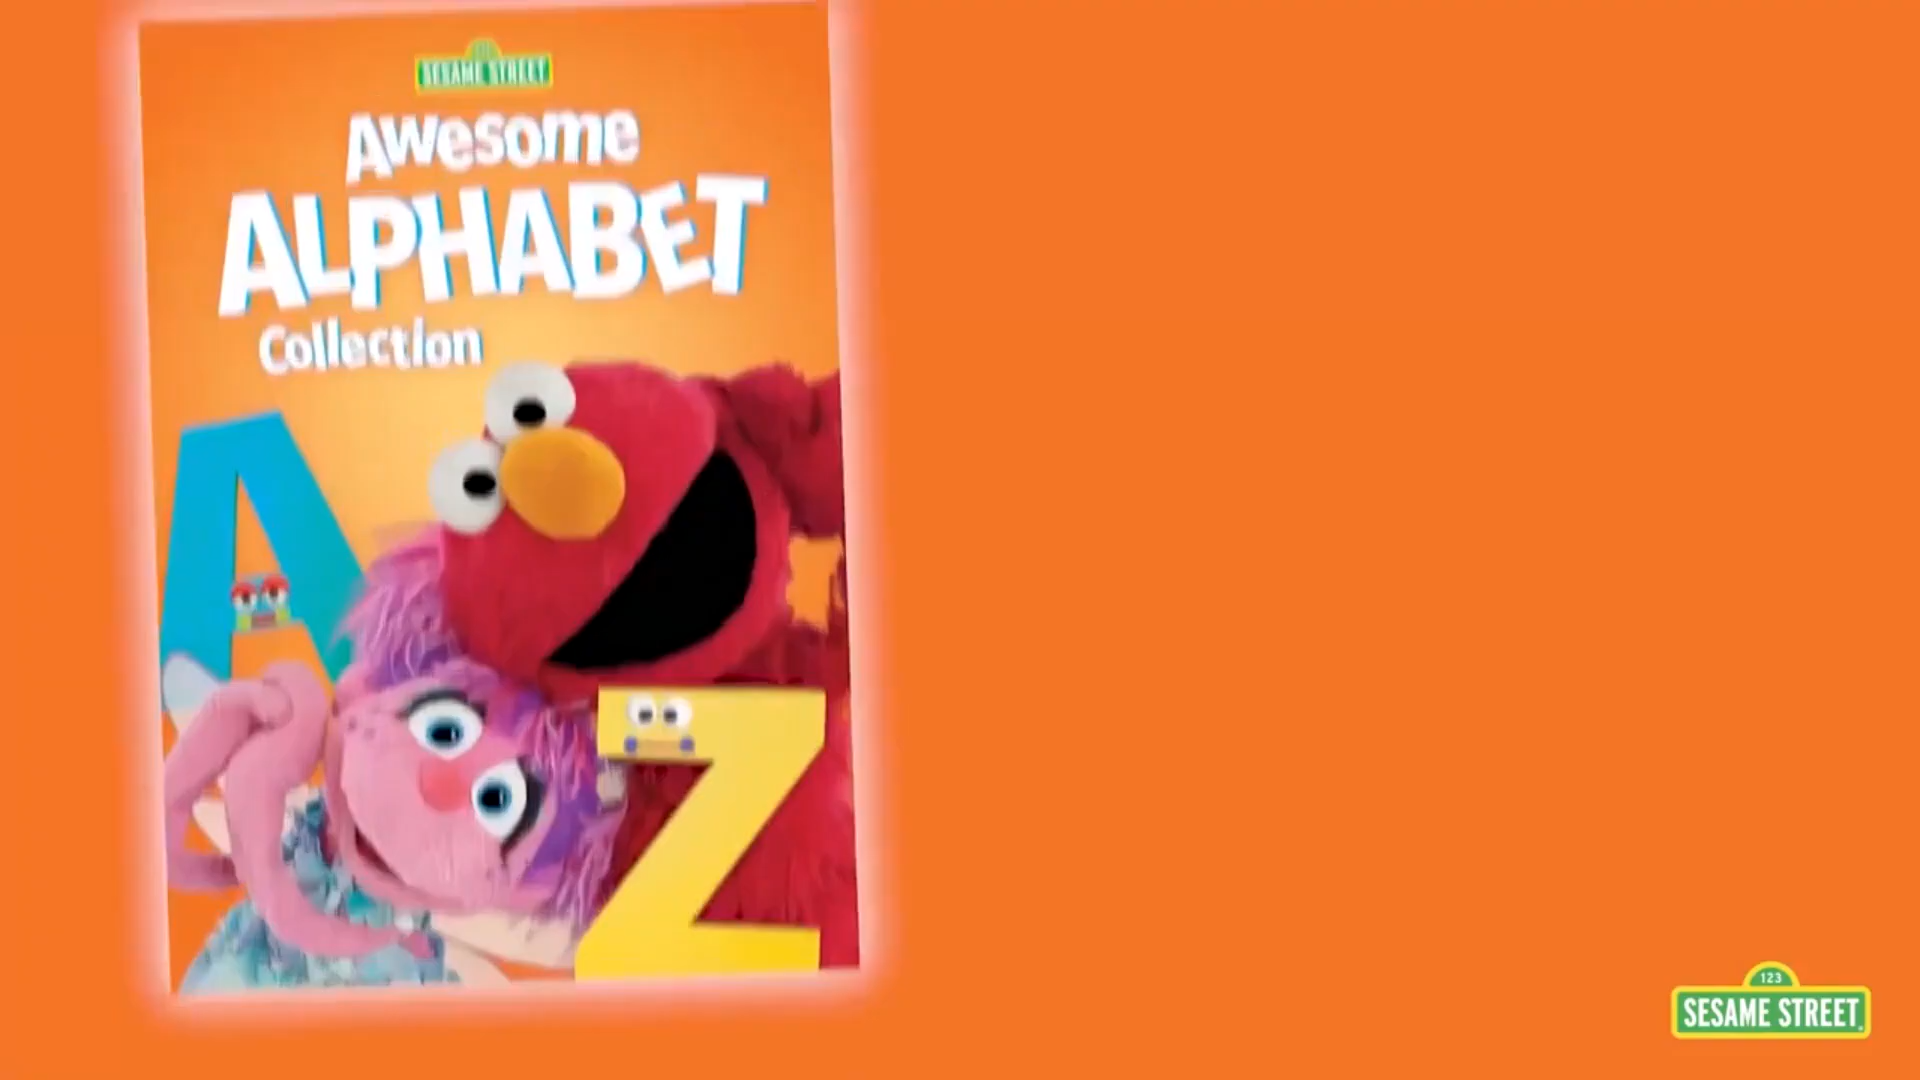 SESAME STREET
Awesome
ALPHABET
Collection
A
Z
123
SESAME STREET